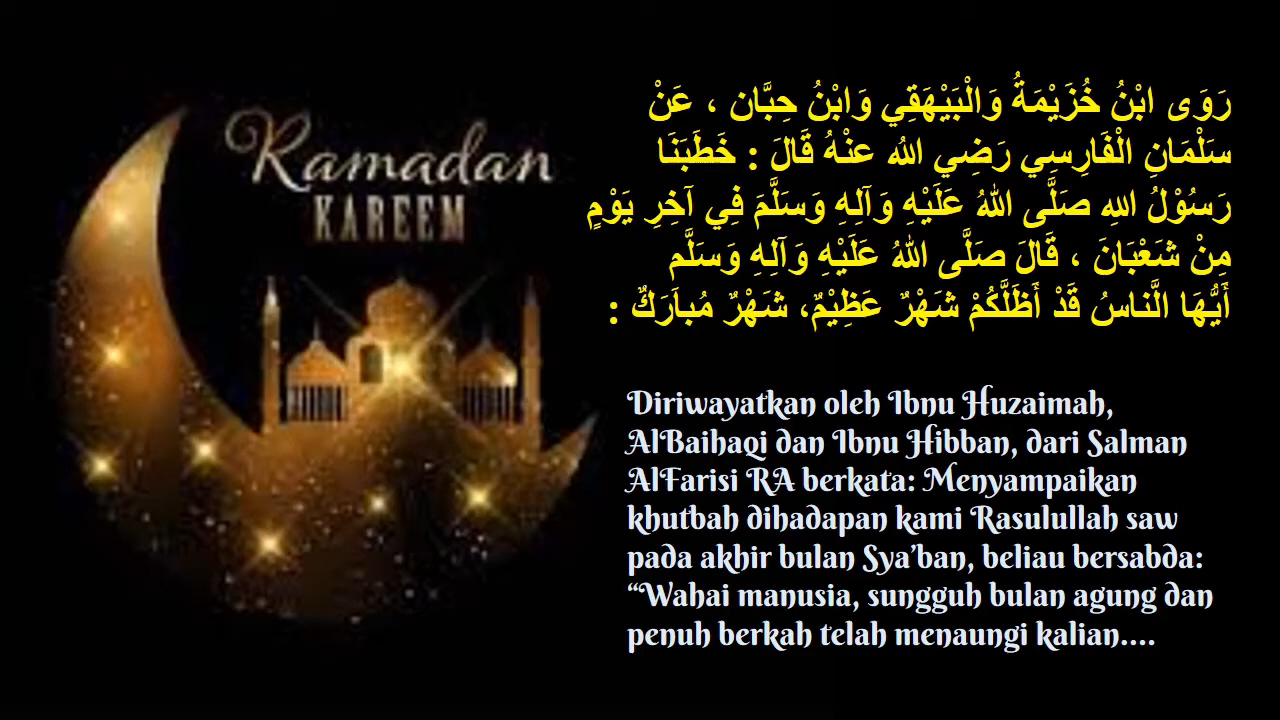 Ramadan
KAREEM
رَوَى ابْنُ خُزَيْمَةُ وَالْبَيْهَقِي وَابْنُ حِبَّان ، عَنْ
سَلْمَانِ الْفَارِسِي رَضِي الله عنْهُ قَالَ : خَطَبَنَا
رَسُوْلُ اللهِ صَلَّى اللهُ عَلَيْهِ وَآلِهِ وَسَلَّمَ فِي آخِرِ يَوْمٍ
مِنْ شَعْبَانَ ، قَالَ صَلَّى اللهُ عَلَيْهِ وَآلِهِ وَسَلَّم
أَيُّهَا الَّناسُ قَدْ أَظَلَّكُمْ شَهْرٌ عَظِيْمٌ، شَهْرٌ مُبارَكٌ :
Diriwayatkan oleh Ibnu Huzaimah,
AlBaihaqi dan Ibnu Hibban, dari Salman
AlFarisi RA berkata: Menyampaikan
khutbah dihadapan kami Rasulullah saw
pada akhir bulan Sya’ban, beliau bersabda:
“Wahai manusia, sungguh bulan agung dan
penuh berkah telah menaungi kalian....